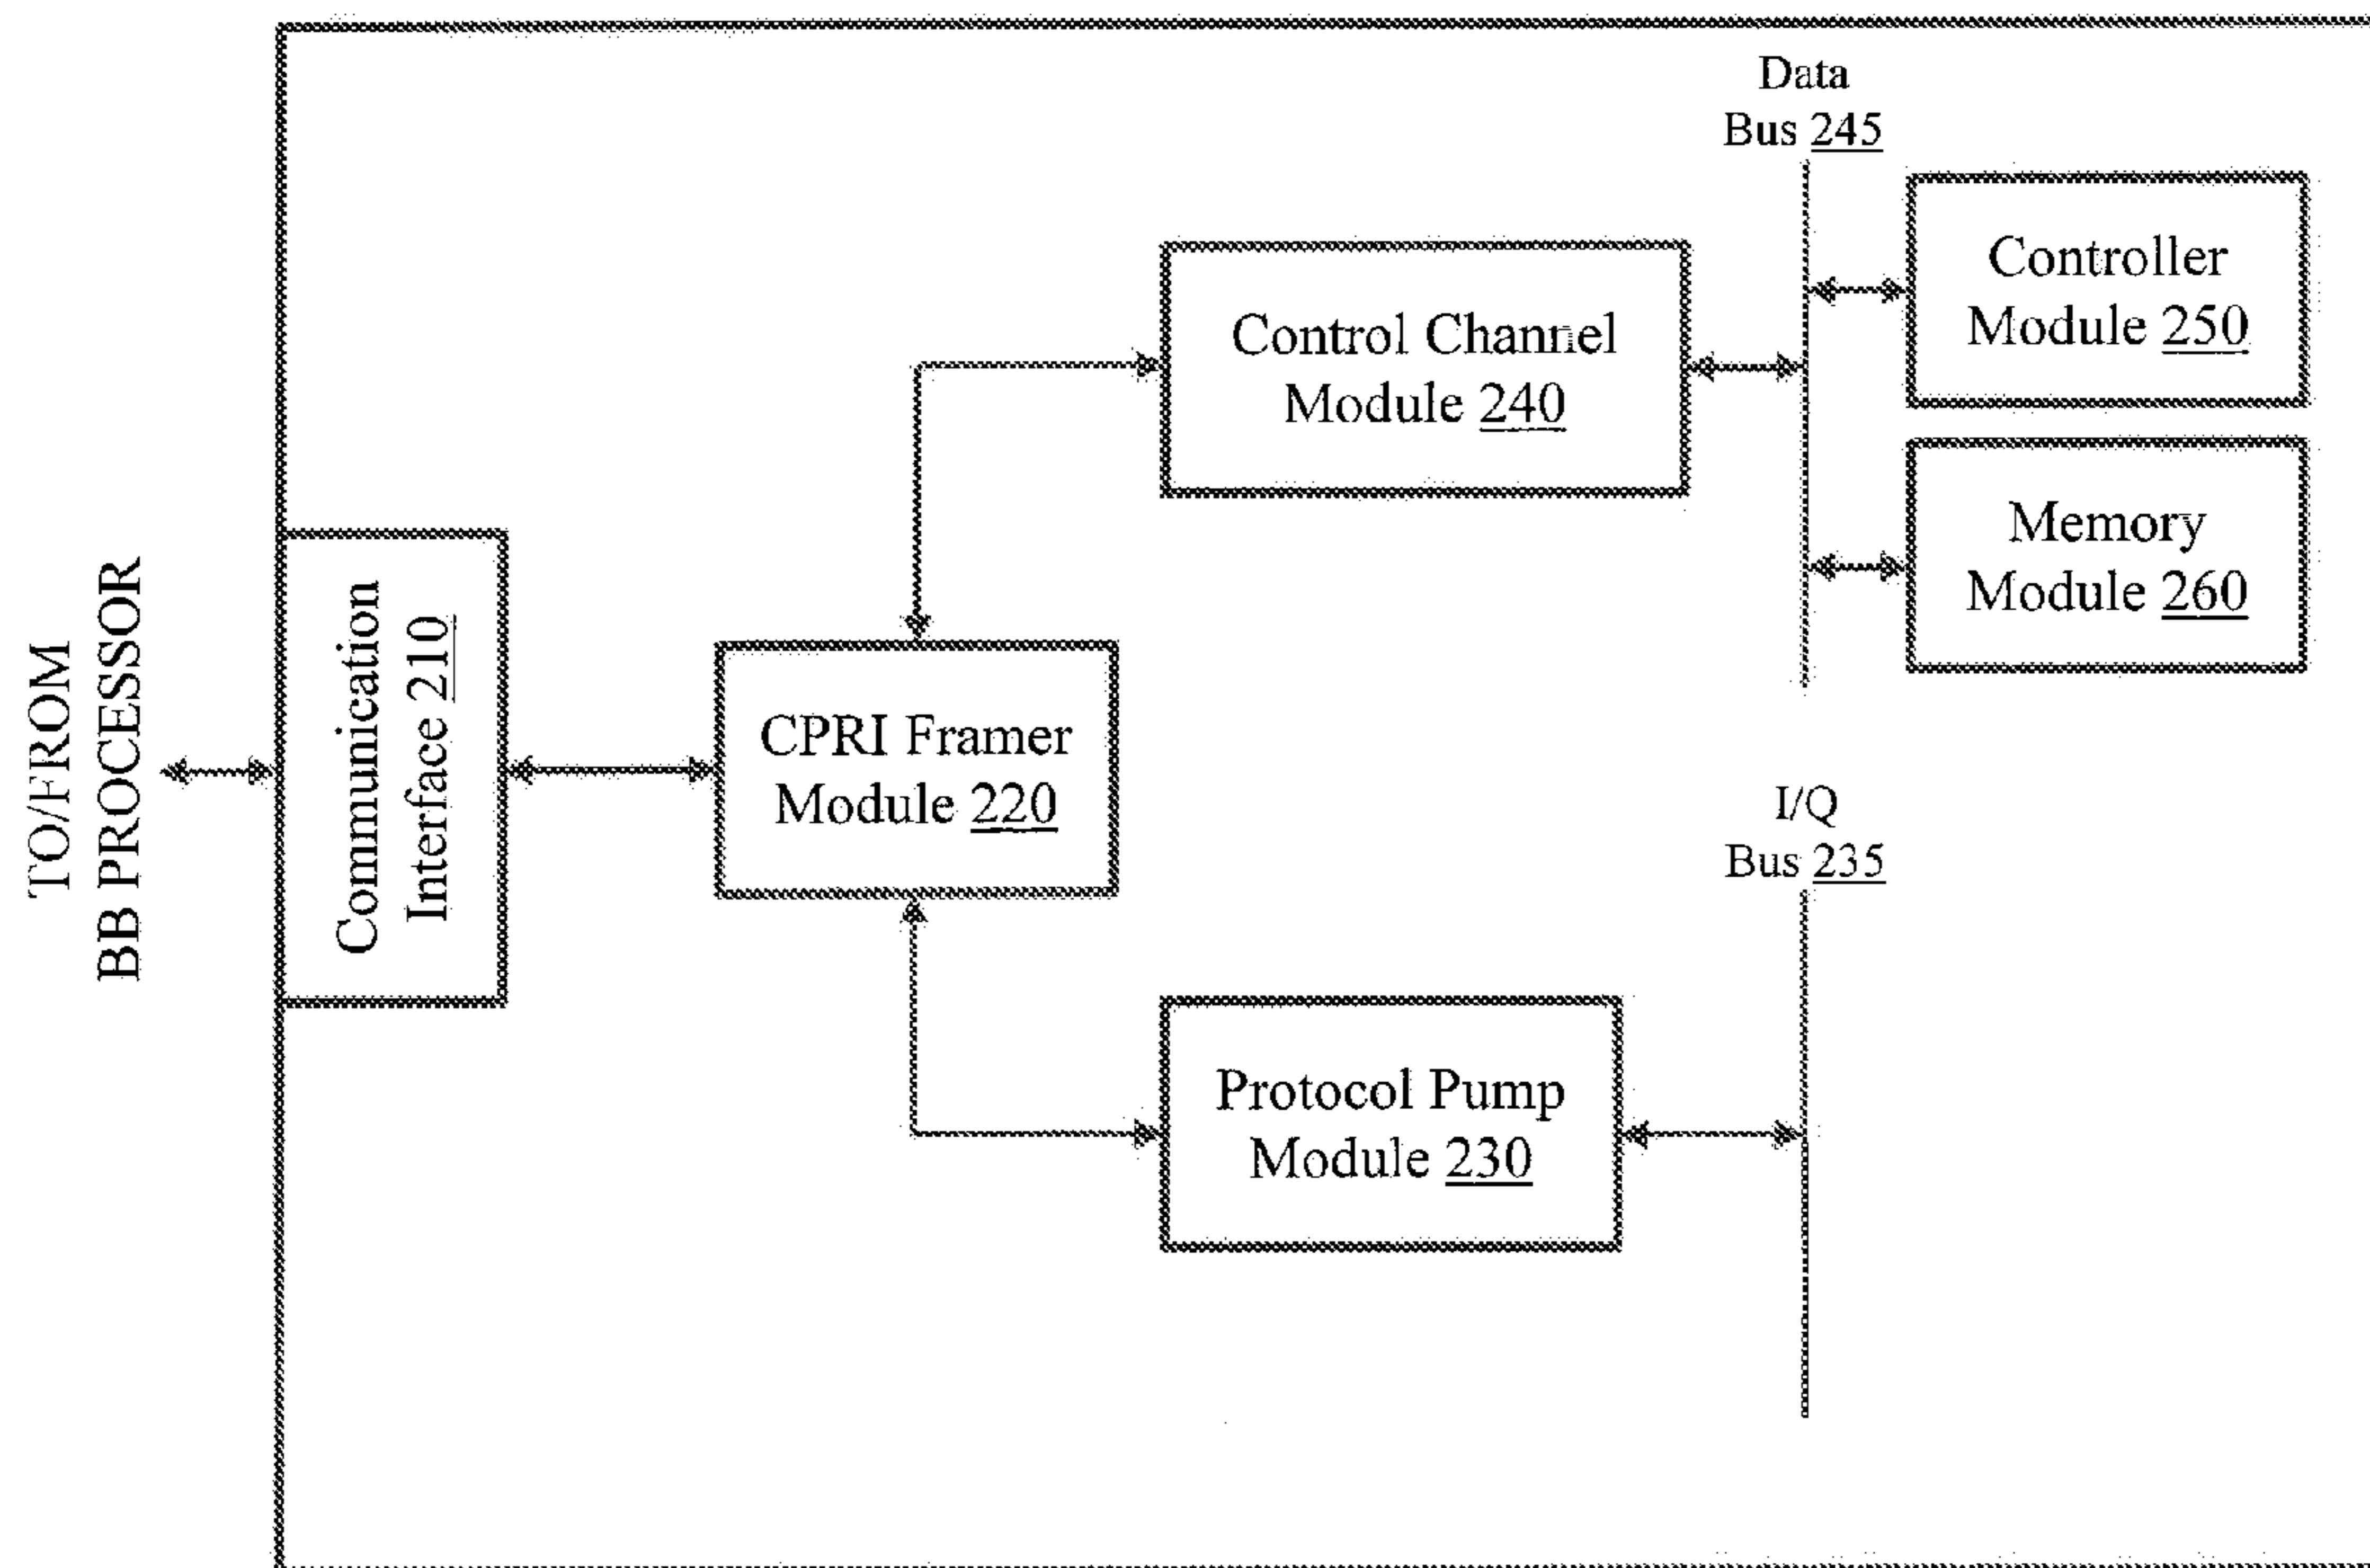 TO/FROM
BB PROCESSOR
Communication
Interface 210
CPRI Framer
Module 220
Control Channel
Module 240
Data
Bus 245
Controller
Module 250
Memory
Module 260
I/Q
Bus 235
Protocol Pump
Module 230